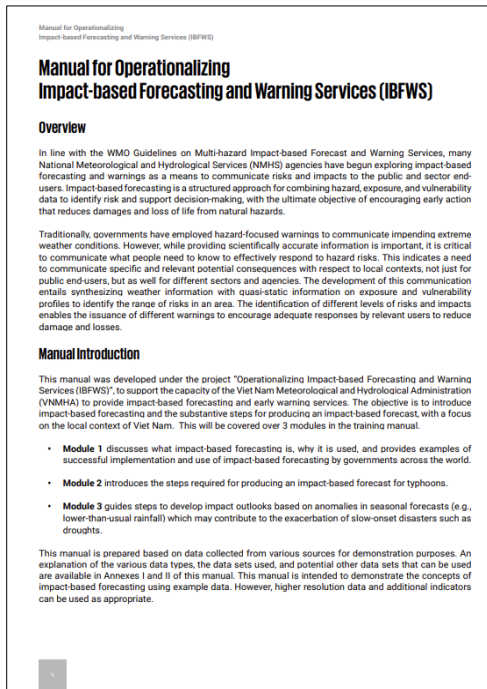 Manual for Operationalizing
Impact-based Forecasting and Warning Services (IBFWS)
Manual for Operationalizing
Impact-based Forecasting and Warning Services (IBFWS)
Overview
In line with the WMO Guidelines on Multi-hazard Impact-based Forecast and Warning Services, many
National Meteorological and Hydrological Services (NMHS) agencies have begun exploring impact-based
forecasting and warnings as a means to communicate risks and impacts to the public and sector end-
users. Impact-based forecasting is a structured approach for combining hazard, exposure, and vulnerability
data to identify risk and support decision-making, with the ultimate objective of encouraging early action
that reduces damages and loss of life from natural hazards.
Traditionally, governments have employed hazard-focused warnings to communicate impending extreme
weather conditions. However, while providing scientifically accurate information is important, it is critical
to communicate what people need to know to effectively respond to hazard risks. This indicates a need
to communicate specific and relevant potential consequences with respect to local contexts, not just for
public end-users, but as well for different sectors and agencies. The development of this communication
entails synthesizing weather information with quasi-static information on exposure and vulnerability
profiles to identify the range of risks in an area. The identification of different levels of risks and impacts
enables the issuance of different warnings to encourage adequate responses by relevant users to reduce
damage and losses.
Manual Introduction
This manual was developed under the project "Operationalizing Impact-based Forecasting and Warning
Services (IBFWS)", to support the capacity of the Viet Nam Meteorological and Hydrological Administration
(VNMHA) to provide impact-based forecasting and early warning services. The objective is to introduce
impact-based forecasting and the substantive steps for producing an impact-based forecast, with a focus
on the local context of Viet Nam. This will be covered over 3 modules in the training manual.
• Module 1 discusses what impact-based forecasting is, why it is used, and provides examples of
successful implementation and use of impact-based forecasting by governments across the world.
• Module 2 introduces the steps required for producing an impact-based forecast for typhoons.
• Module 3 guides steps to develop impact outlooks based on anomalies in seasonal forecasts (e.g.,
lower-than-usual rainfall) which may contribute to the exacerbation of slow-onset disasters such as
droughts.
This manual is prepared based on data collected from various sources for demonstration purposes. An
explanation of the various data types, the data sets used, and potential other data sets that can be used
are available in Annexes I and II of this manual. This manual is intended to demonstrate the concepts of
impact-based forecasting using example data. However, higher resolution data and additional indicators
can be used as appropriate.